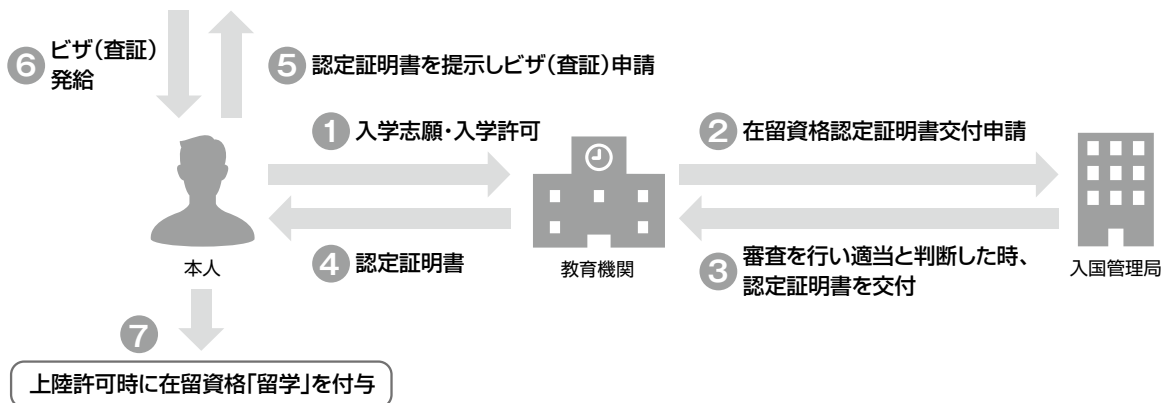 ⑥ ビザ(査証)
発給
⑤ 認定証明書を提示しビザ(査証)申請
① 入学志願・入学許可
② 在留資格認定証明書交付申請
本人
④ 認定証明書
教育機関
③ 審査を行い適当と判断した時、
認定証明書を交付
入国管理局
⑦
上陸許可時に在留資格「留学」を付与